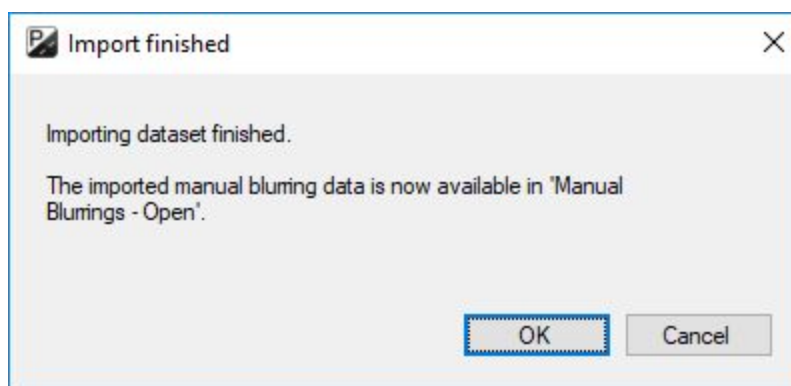 Import finished
Importing dataset finished.
The imported manual blurring data is now available in 'Manual
Blurrings - Open'.
OK
Cancel